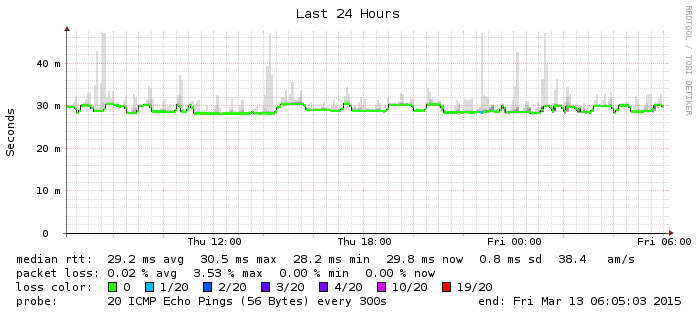 Last 24 Hours
RRDTOOL / TOBI OETIKER
Seconds
40 m
30 m
20 m
10 m
0
Thu 12:00 Thu 18:00 Fri 00:00 Fri 06:00
median rtt: 29.2 ms avg 30.5 ms max 28.2 ms min 29.8 ms now 0.8 ms sd 38.4 am/s
packet loss: 0.02 % avg 3.53 % max 0.00 % min 0.00 % now
loss color: 0 1/20 2/20 3/20 4/20 10/20 19/20
probe: 20 ICMP Echo Pings (56 Bytes) every 300s end: Fri Mar 13 06:05:03 2015